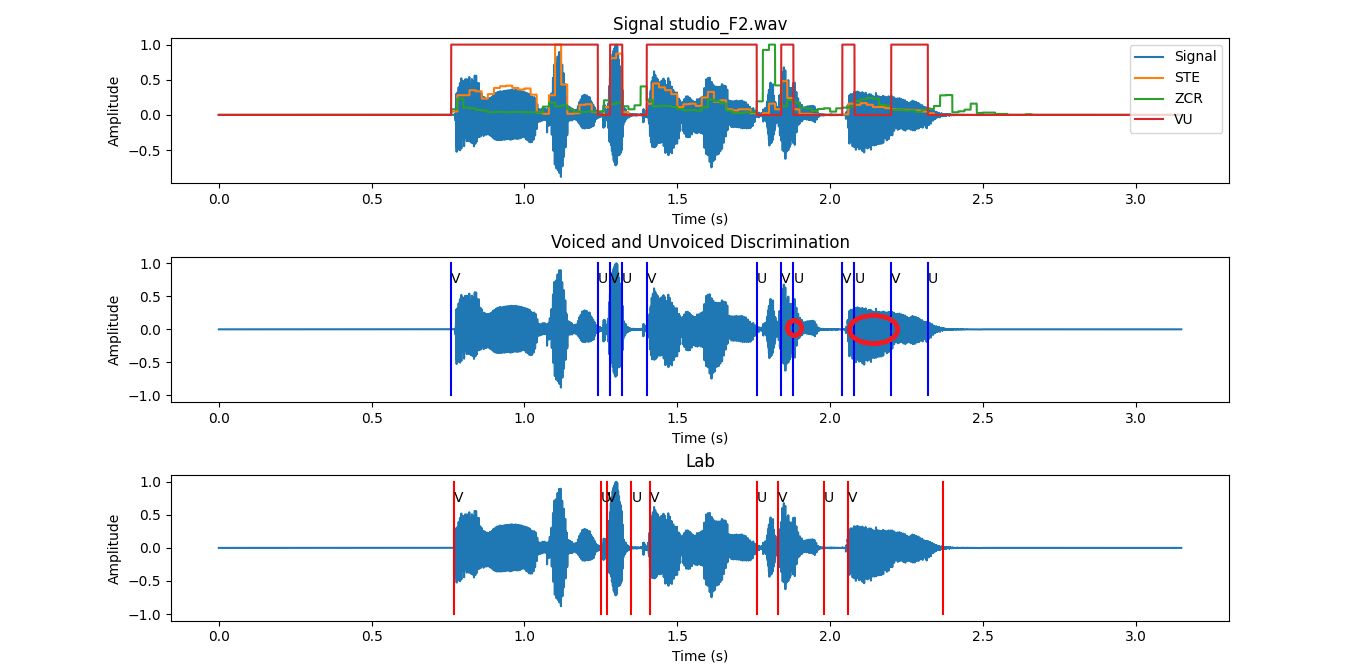 Signal studio_F2.wav
Amplitude
1.0
0.5
0.0
−0.5
Signal
STE
ZCR
VU
0.0 0.5 1.0 1.5 2.0 2.5 3.0
Time (s)
Voiced and Unvoiced Discrimination
Amplitude
1.0
0.5
0.0
−0.5
−1.0
V U V U V U V U V U V U
0.0 0.5 1.0 1.5 2.0 2.5 3.0
Time (s)
Lab
Amplitude
1.0
0.5
0.0
−0.5
−1.0
V U V U V U V U V
0.0 0.5 1.0 1.5 2.0 2.5 3.0
Time (s)